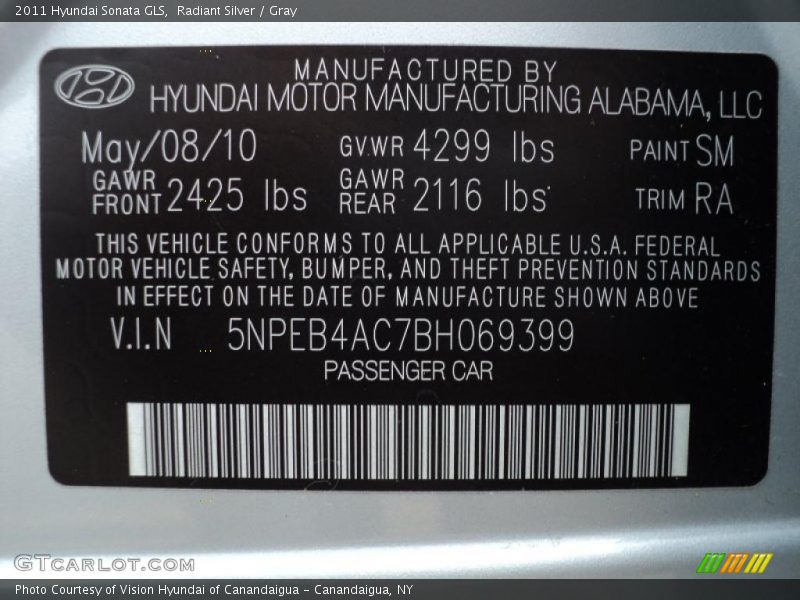 2011 Hyundai Sonata GLS, Radiant Silver / Gray
MANUFACTURED BY
HYUNDAI MOTOR MANUFACTURING ALABAMA, LLC
May/08/10 GV.WR 4299 lbs PAINT SM
GAWR FRONT 2425 lbs GAWR REAR 2116 lbs TRIM RA
THIS VEHICLE CONFORMS TO ALL APPLICABLE U.S.A. FEDERAL
MOTOR VEHICLE SAFETY, BUMPER, AND THEFT PREVENTION STANDARDS
IN EFFECT ON THE DATE OF MANUFACTURE SHOWN ABOVE
V.I.N 5NPEB4AC7BH069399
PASSENGER CAR
GTCARLOT.COM
Photo Courtesy of Vision Hyundai of Canandaigua - Canandaigua, NY